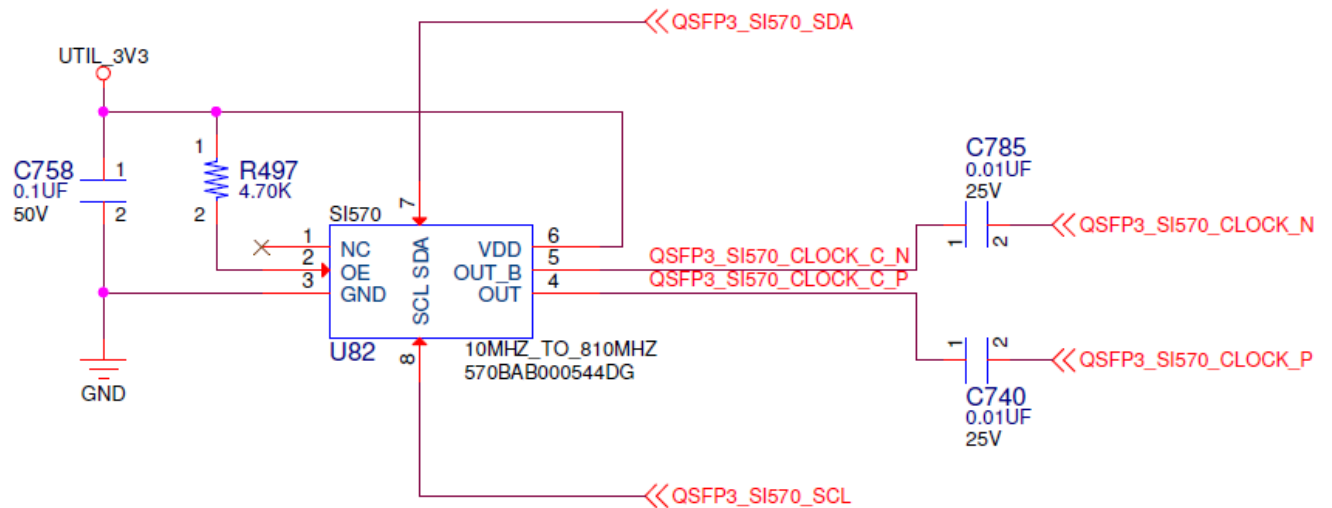 QSFP3_SI570_SDA
UTIL_3V3
C758
0.1UF
50V
1
2
1
2
R497
4.70K
SI570
7
1
2
3
NC
OE
GND
SCL SDA
VDD
OUT_B
OUT
6
5
4
8
U82
10MHZ_TO_810MHZ
570BAB000544DG
QSFP3_SI570_CLOCK_C_N
QSFP3_SI570_CLOCK_C_P
C785
0.01UF
25V
1
2
QSFP3_SI570_CLOCK_N
1
2
QSFP3_SI570_CLOCK_P
C740
0.01UF
25V
GND
QSFP3_SI570_SCL